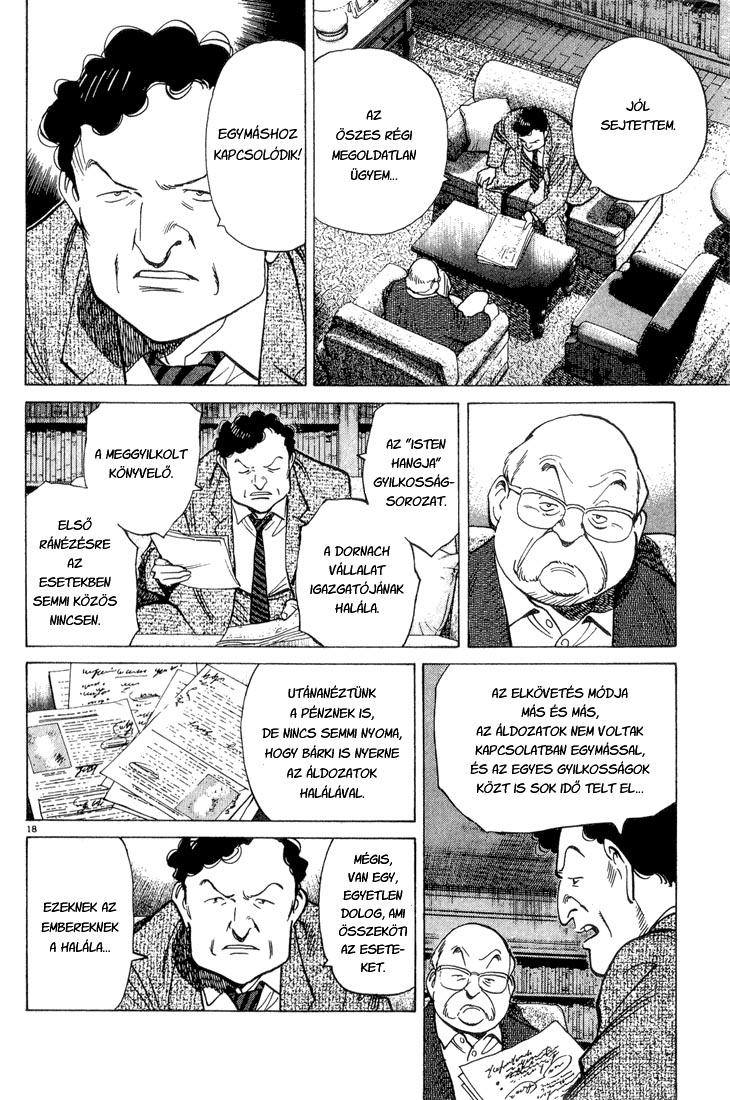 JÓL
SEJTETTEM.
AZ
ÖSZES RÉGI
MEGOLDATLAN
ÜGYEM...
EGYMÁSHOZ
KAPCSOLÓDIK!
AZ "ISTEN
HANGJA"
GYILKOSSÁG-
SOROZAT.
A DORNACH
VÁLLALAT
IGAZGATÓJÁNAK
HALÁLA.
A MEGGYILKOLT
KÖNYVELŐ.
ELSŐ
RÁNÉZÉSRE
AZ
ESETEKBEN
SEMMI KÖZÖS
NINCSEN.
AZ ELKÖVETÉS MÓDJA
MÁS ÉS MÁS,
AZ ÁLDOZATOK NEM VOLTAK
KAPCSOLATBAN EGYMÁSSAL,
ÉS AZ EGYES GYILKOSSÁGOK
KÖZT IS SOK IDŐ TELT EL...
UTÁNANÉZTÜNK
A PÉNZNEK IS,
DE NINCS SEMMI NYOMA,
HOGY BÁRKI IS NYERNE
AZ ÁLDOZATOK
HALÁLÁVAL.
MÉGIS,
VAN EGY,
EGYETLEN
DOLOG, AMI
ÖSSZEKÖTI
AZ ESETE-
KET.
EZEKNEK AZ
EMBEREKNEK
A HALÁLA...
18